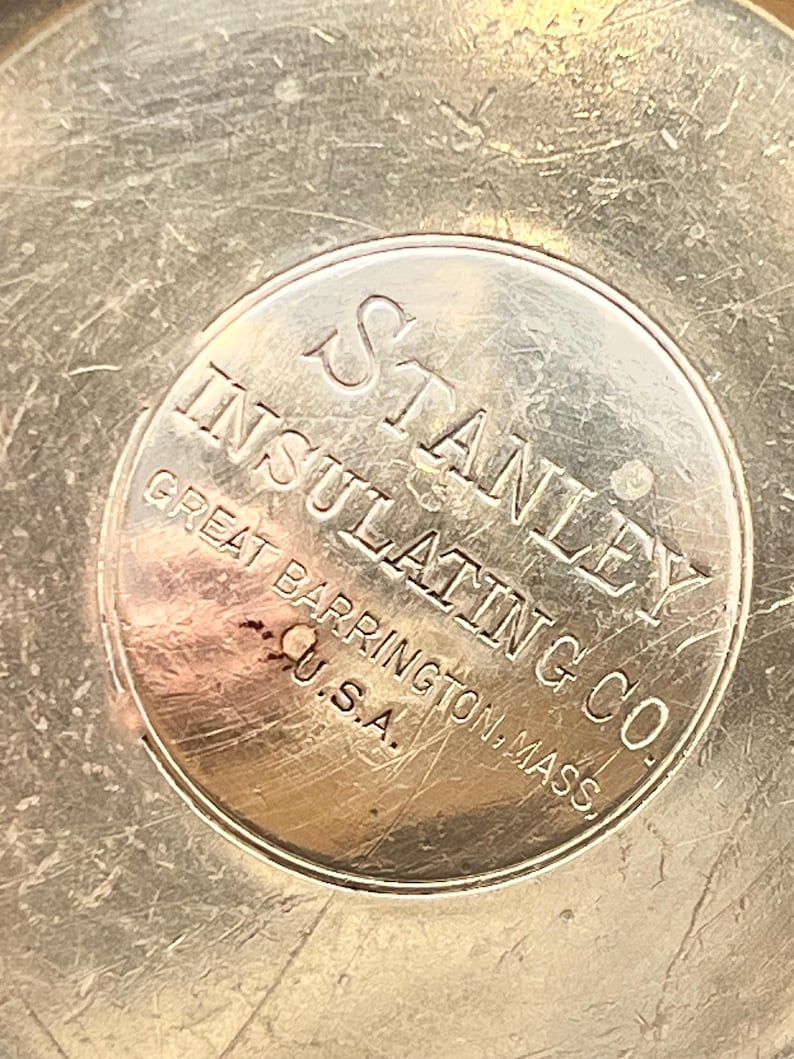 STANLEY
INSULATING CO.
GREAT BARRINGTON, MASS,
U.S.A.